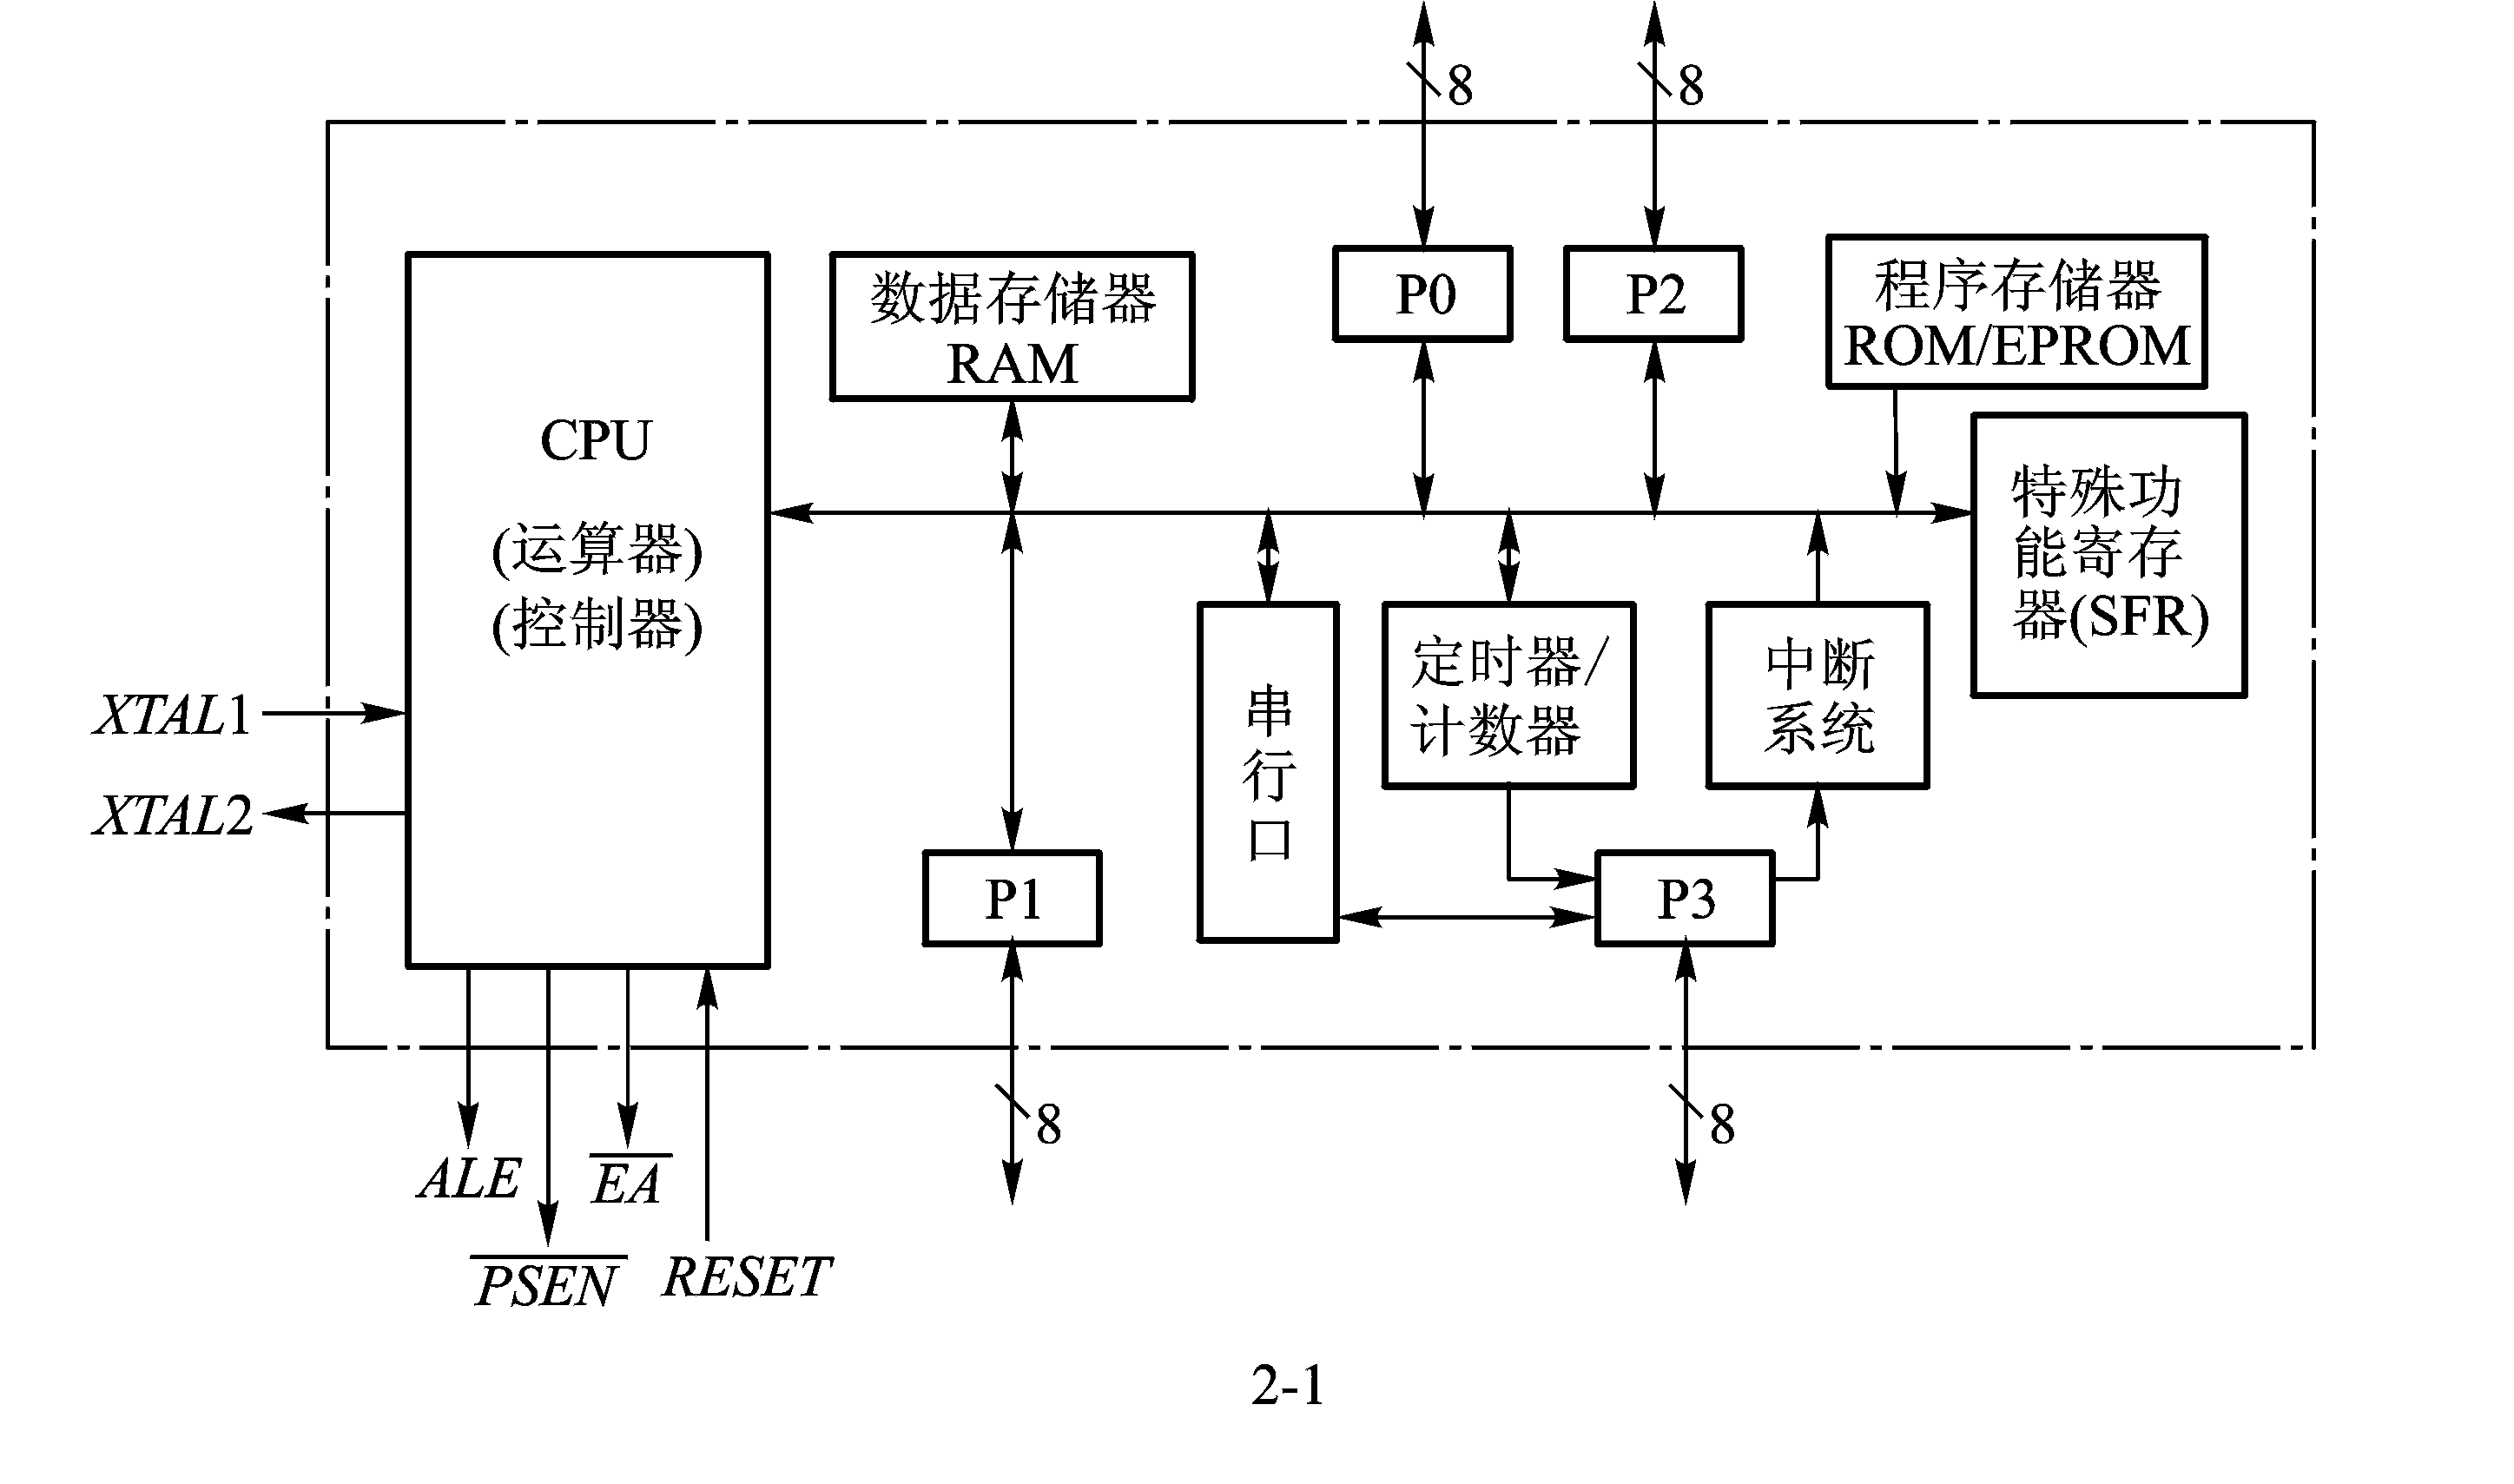 8
8
数据存储器
RAM
P0
P2
程序存储器
ROM/EPROM
CPU
(运算器)
(控制器)
特殊功
能寄存
器(SFR)
XTAL1
XTAL2
串
行
口
定时器/
计数器
中断
系统
P1
P3
8
8
ALE
EA
PSEN
RESET
2-1